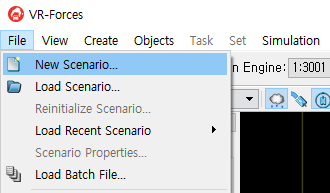 VR-Forces
File View Create Objects Task Set Simulation
New Scenario...
n Engine: 1:3001
Load Scenario...
Reinitialize Scenario...
Load Recent Scenario
Scenario Properties...
Load Batch File...